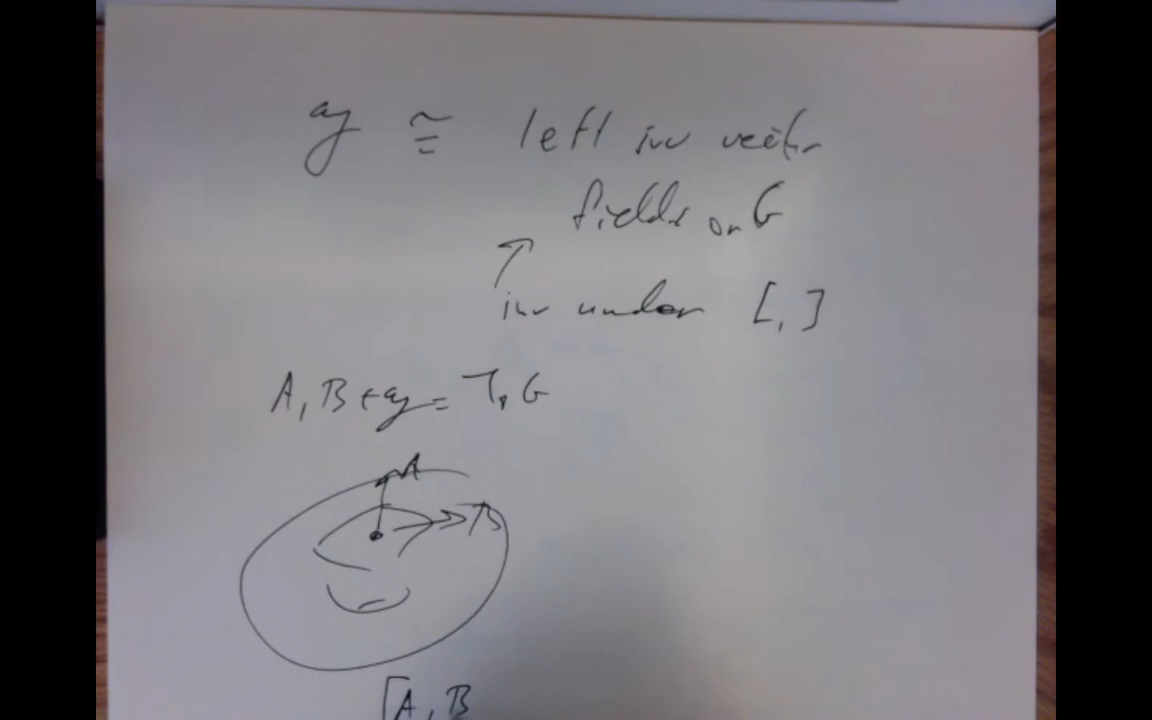 𝔤 ≅ left inv vector
fields on G
↑
inv under [,]
A, B ∈ 𝔤 = T₁G
A
B
[A, B